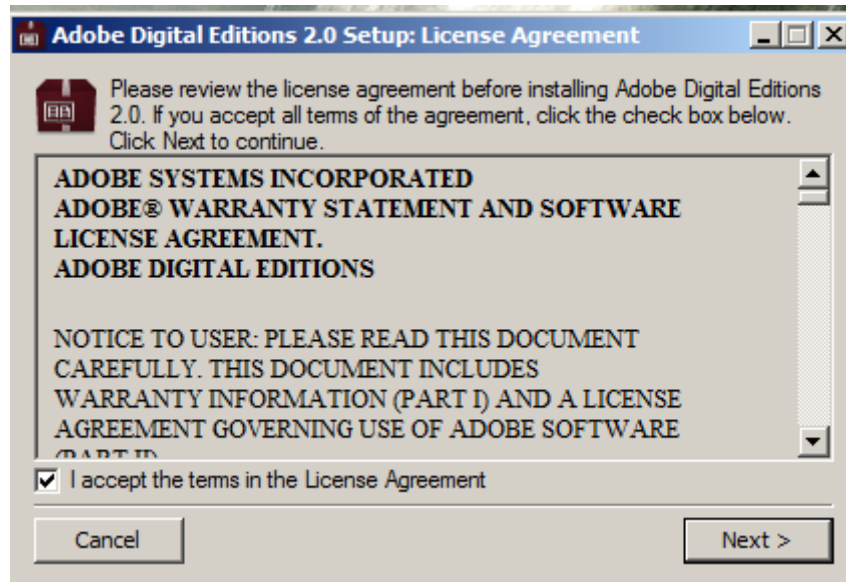 Adobe Digital Editions 2.0 Setup: License Agreement
Please review the license agreement before installing Adobe Digital Editions
2.0. If you accept all terms of the agreement, click the check box below.
Click Next to continue.
ADOBE SYSTEMS INCORPORATED
ADOBE® WARRANTY STATEMENT AND SOFTWARE
LICENSE AGREEMENT.
ADOBE DIGITAL EDITIONS
NOTICE TO USER: PLEASE READ THIS DOCUMENT
CAREFULLY. THIS DOCUMENT INCLUDES
WARRANTY INFORMATION (PART I) AND A LICENSE
AGREEMENT GOVERNING USE OF ADOBE SOFTWARE
(PART II)
I accept the terms in the License Agreement
Cancel
Next >